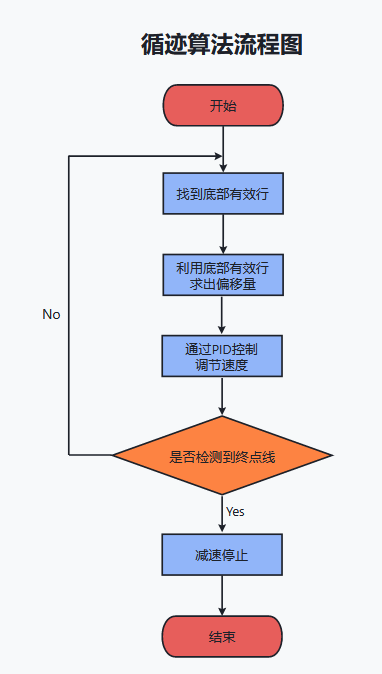 循迹算法流程图
开始
找到底部有效行
利用底部有效行
求出偏移量
No
通过PID控制
调节速度
是否检测到终点线
Yes
减速停止
结束